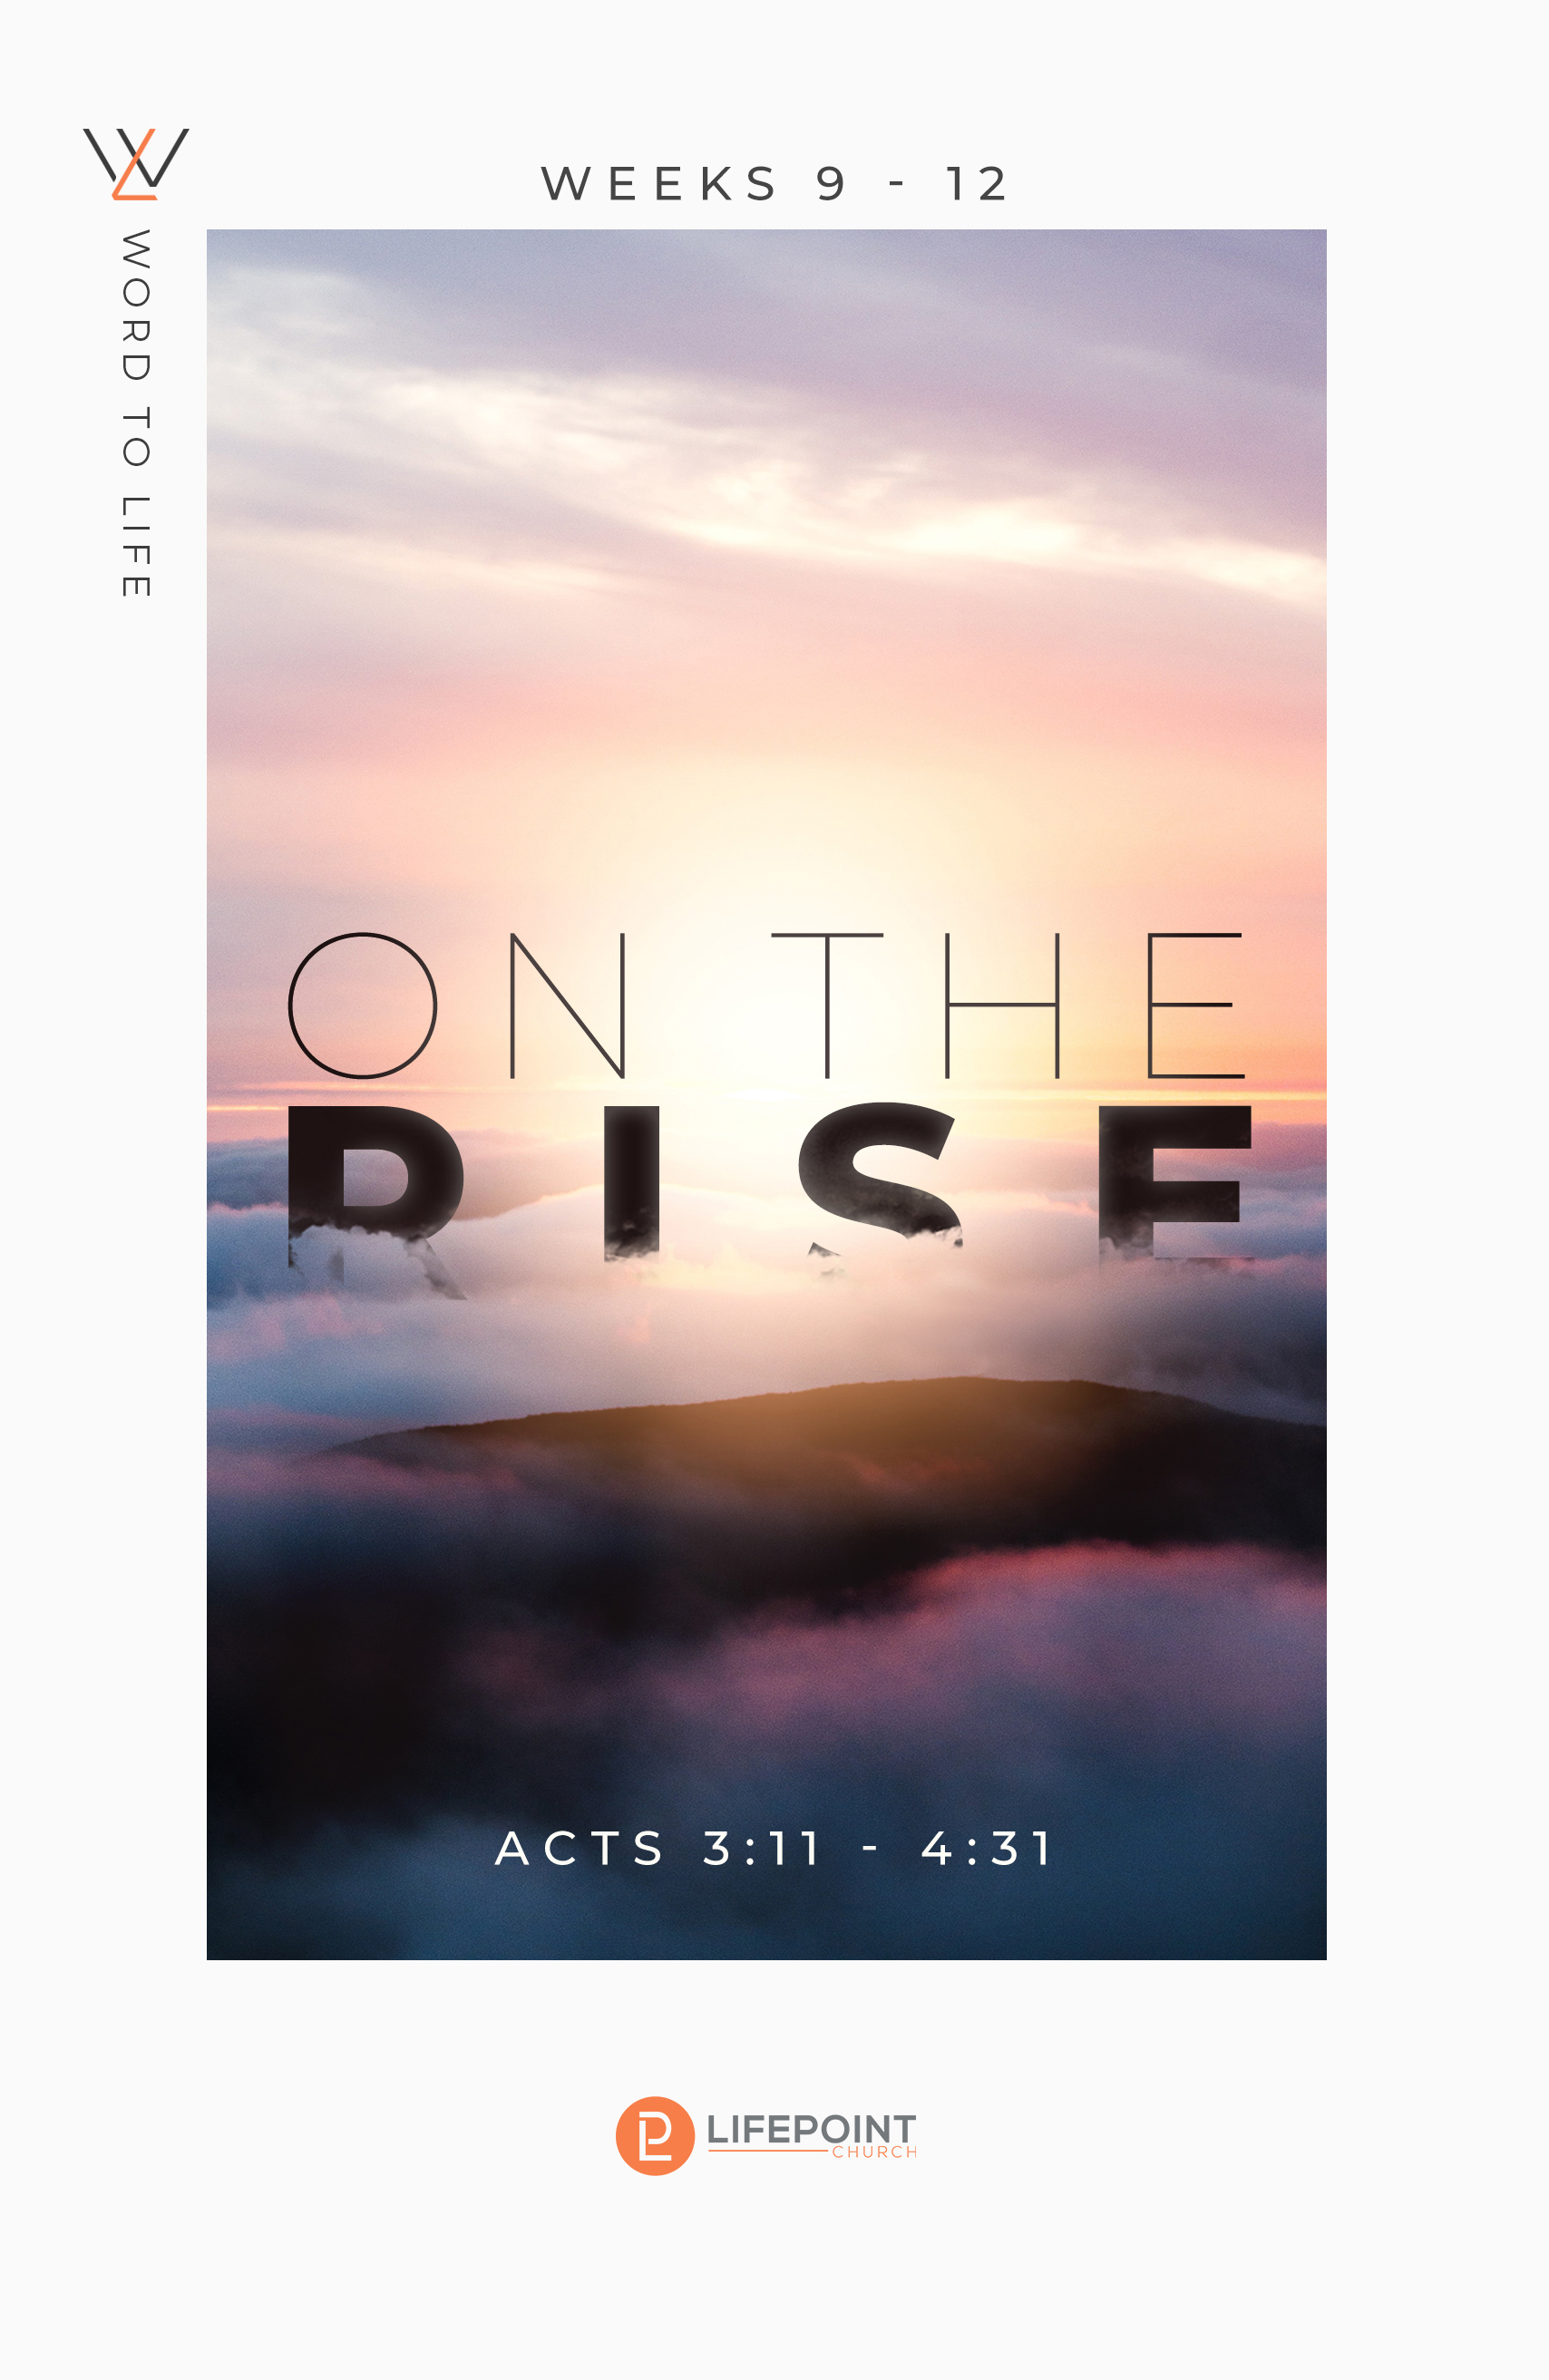 WEEKS 9 - 12
WORD TO LIFE
ON THE
RISE
ACTS 3:11 - 4:31
LIFEPOINT
CHURCH